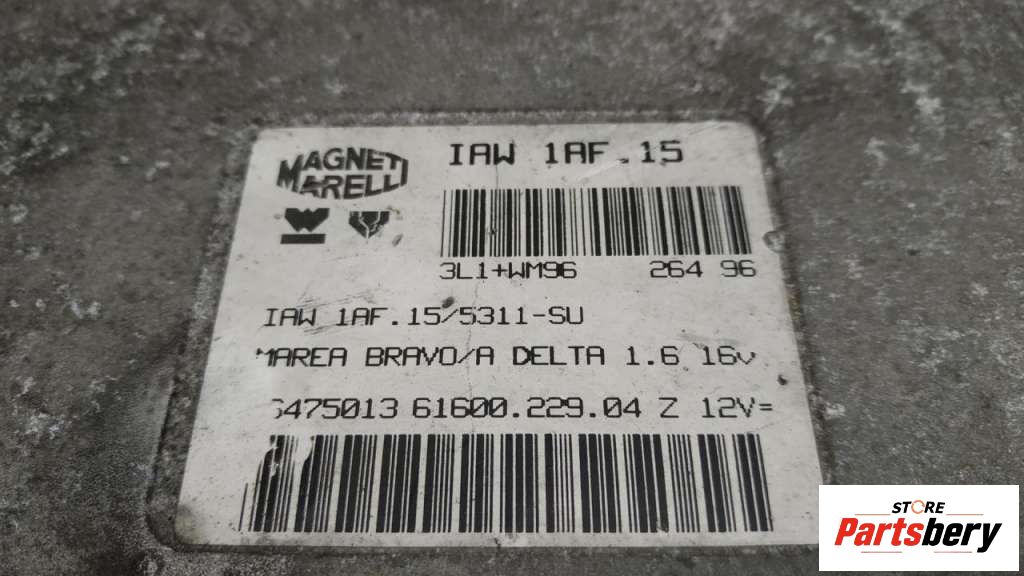 MAGNETI
MARELLI
IAW 1AF.15
3L1+WM96 264 96
IAW 1AF.15/5311-SU
MAREA BRAVO/A DELTA 1.6 16v
6475013 61600.229.04 Z 12V=
STORE
Partsbery